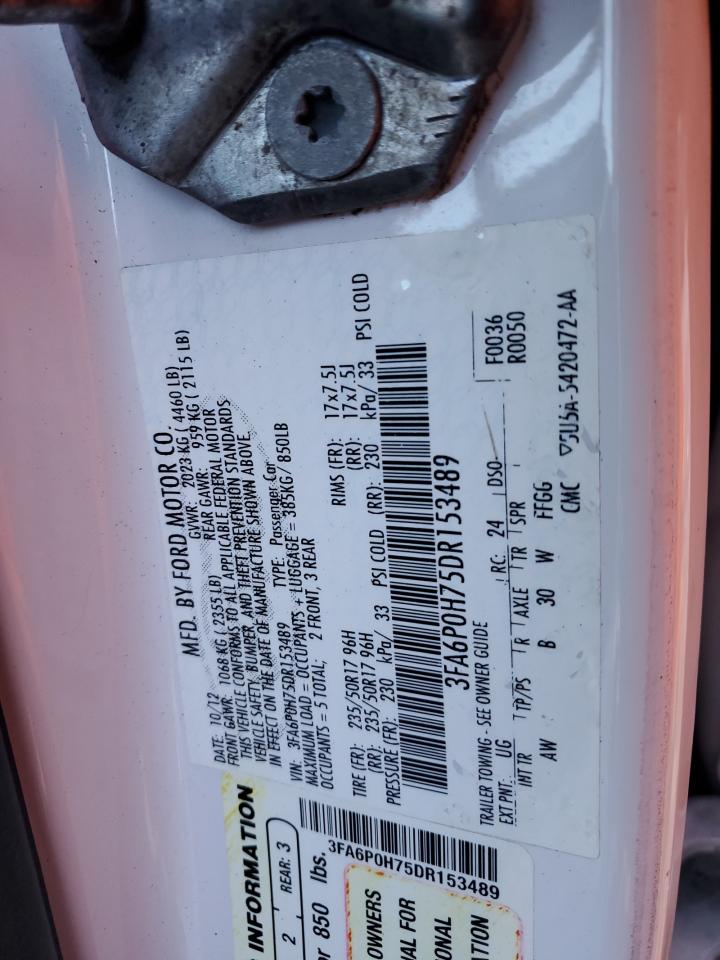 MFD. BY FORD MOTOR CO.
DATE: 10/12 GVWR: 2023 KG ( 4460 LB)
FRONT GAWR: 1068 KG ( 2355 LB) REAR GAWR: 959 KG ( 2115 LB)
THIS VEHICLE CONFORMS TO ALL APPLICABLE FEDERAL MOTOR
VEHICLE SAFETY, BUMPER, AND THEFT PREVENTION STANDARDS
IN EFFECT ON THE DATE OF MANUFACTURE SHOWN ABOVE.
VIN: 3FA6P0H75DR153489 TYPE: Passenger Car
MAXIMUM LOAD = OCCUPANTS + LUGGAGE = 385KG / 850LB
OCCUPANTS = 5 TOTAL; 2 FRONT, 3 REAR
TIRE (FR): 235/50R17 96H RIMS (FR): 17x7.5J
(RR): 235/50R17 96H (RR): 17x7.5J
PRESSURE (FR): 230 kPa/ 33 PSI COLD (RR): 230 kPa/ 33 PSI COLD
3FA6P0H75DR153489
TRAILER TOWING - SEE OWNER GUIDE
F0036
R0050
EXT PNT: UG RC: 24 DSO:
INT TR TP/PS R AXLE TR SPR
AW B 30 W FFGG
CMC ▽5U5A-5420472-AA
INFORMATION
2 REAR: 3
or 850 lbs.
3FA6P0H75DR153489
OWNERS
FOR